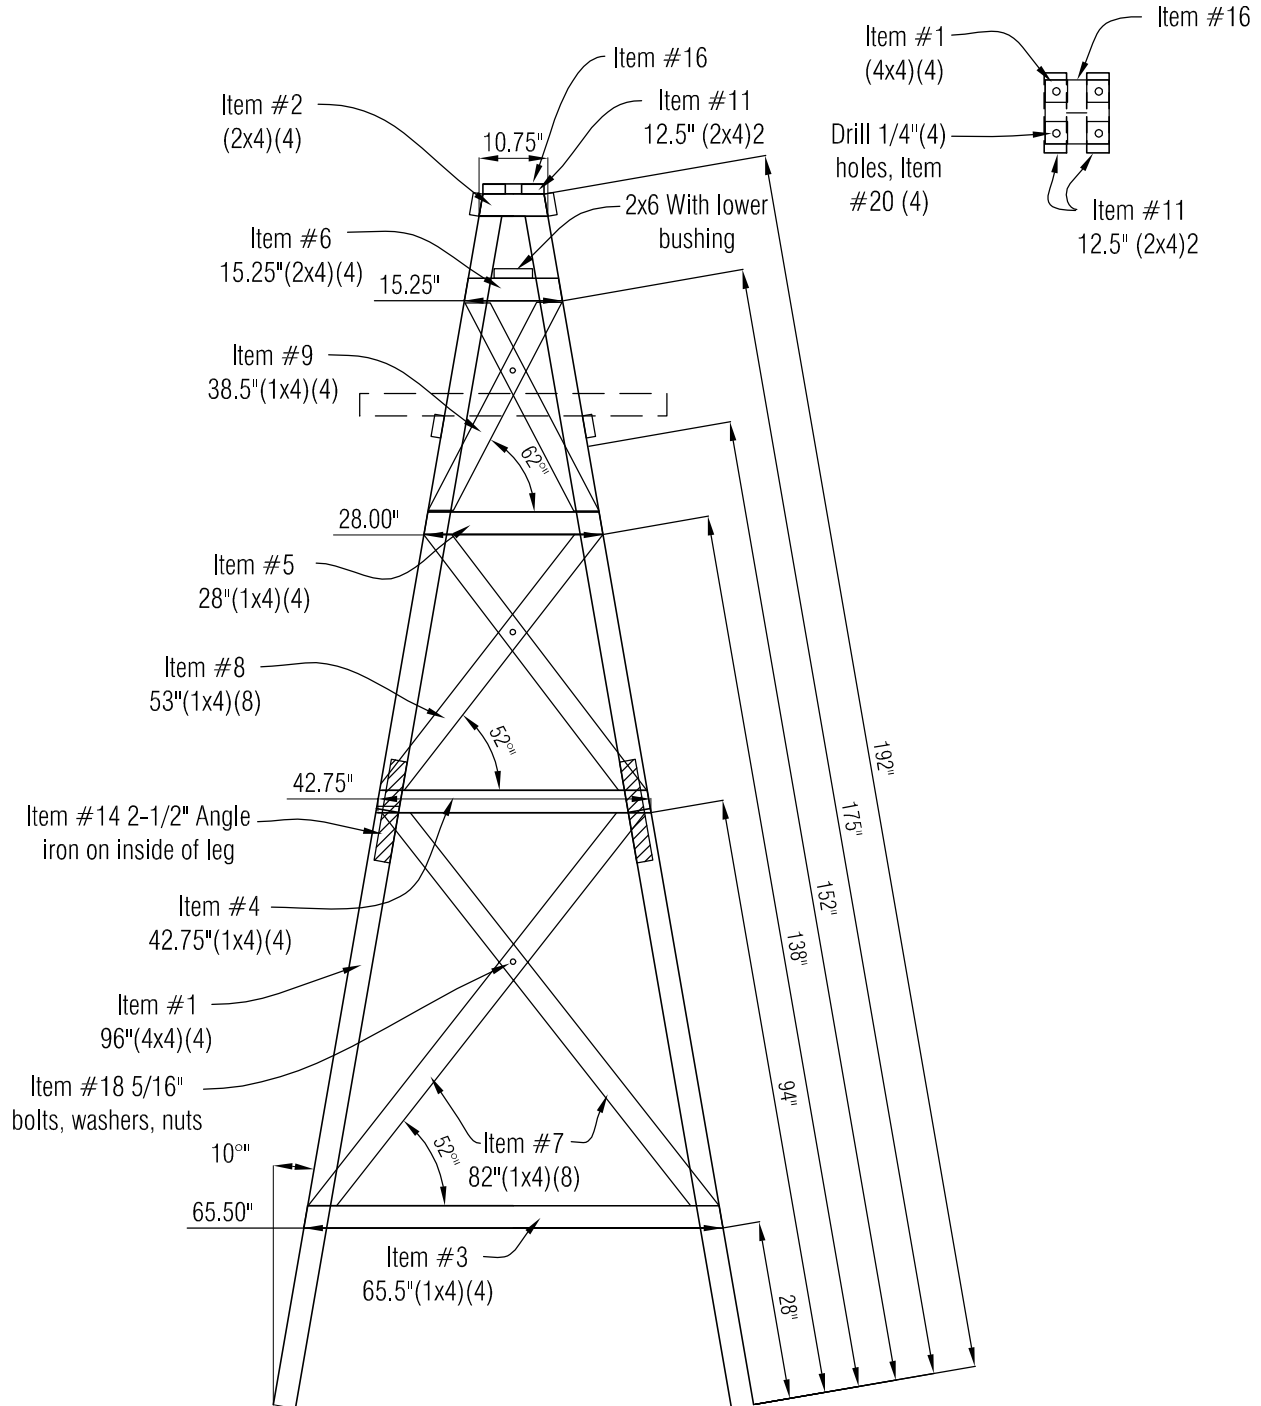 Item #16
Item #1
(4x4)(4)
Item #16
Item #2
(2x4)(4)
Item #11
12.5" (2x4)2
10.75"
Drill 1/4"(4)
holes, Item
#20 (4)
2x6 With lower
bushing
Item #11
12.5" (2x4)2
Item #6
15.25"(2x4)(4)
15.25"
Item #9
38.5"(1x4)(4)
62°"
28.00"
Item #5
28"(1x4)(4)
Item #8
53"(1x4)(8)
52°"
192"
42.75"
175"
Item #14 2-1/2" Angle
iron on inside of leg
152"
Item #4
42.75"(1x4)(4)
138"
Item #1
96"(4x4)(4)
Item #18 5/16"
bolts, washers, nuts
94"
10°"
52°"
Item #7
82"(1x4)(8)
65.50"
Item #3
65.5"(1x4)(4)
28"